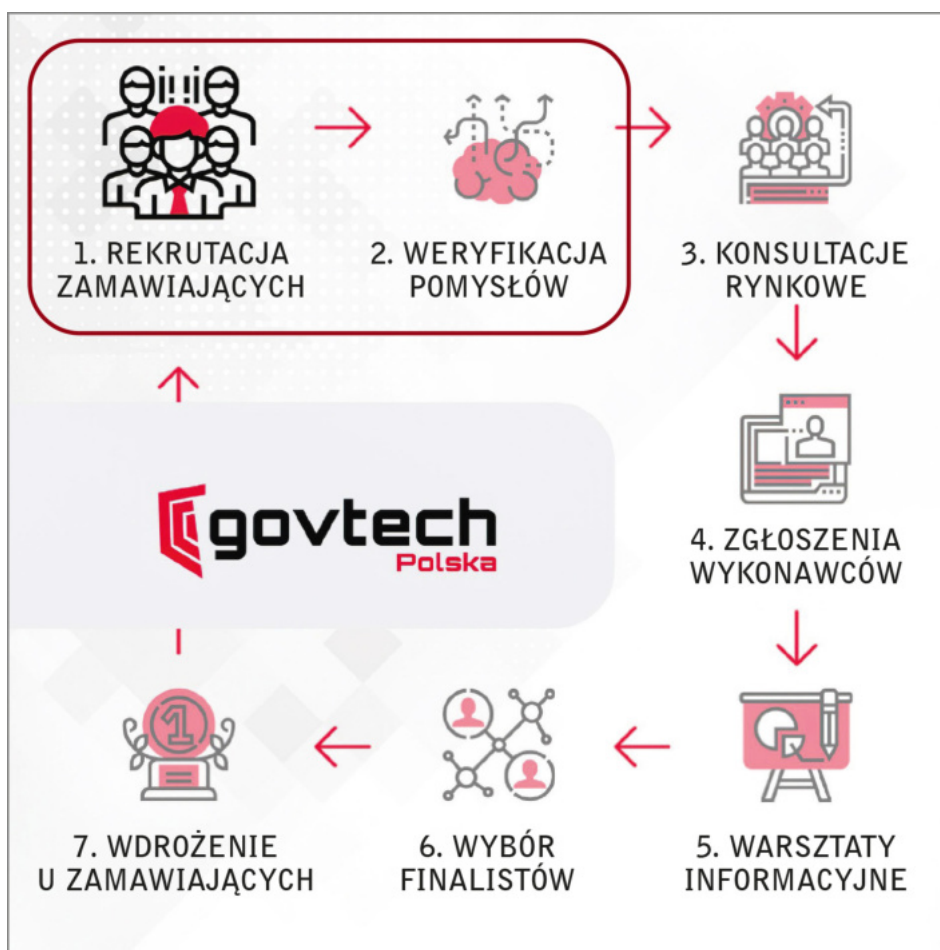 1. REKRUTACJA
ZAMAWIAJĄCYCH
2. WERYFIKACJA
POMYSŁÓW
3. KONSULTACJE
RYNKOWE
govtech
Polska
4. ZGŁOSZENIA
WYKONAWCÓW
7. WDROŻENIE
U ZAMAWIAJĄCYCH
6. WYBÓR
FINALISTÓW
5. WARSZTATY
INFORMACYJNE
1